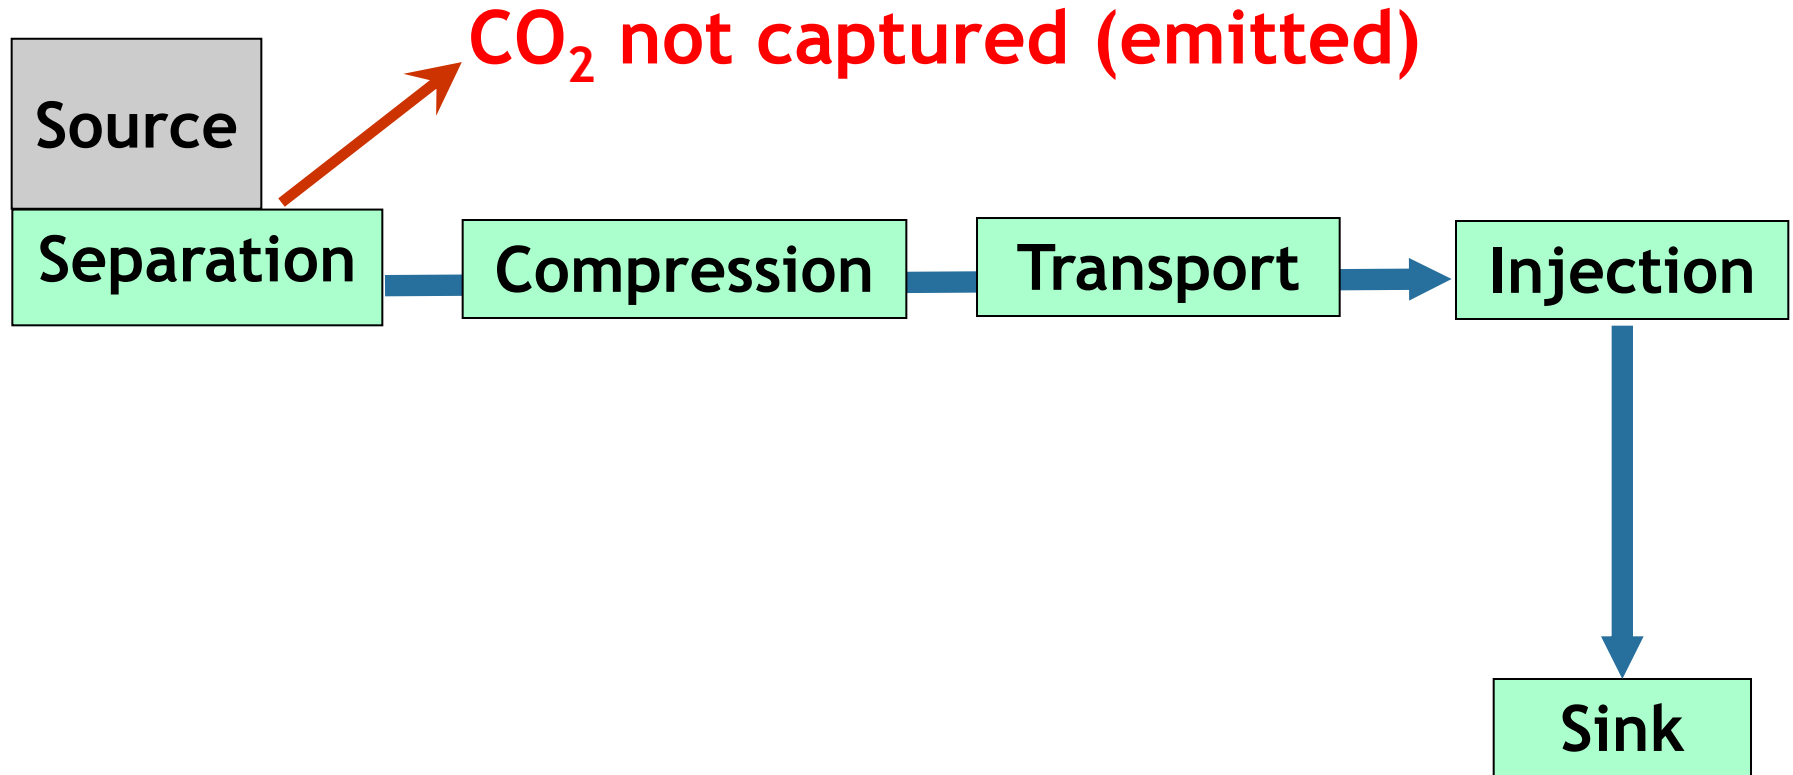 CO₂ not captured (emitted)
Source
Separation
Compression
Transport
Injection
Sink